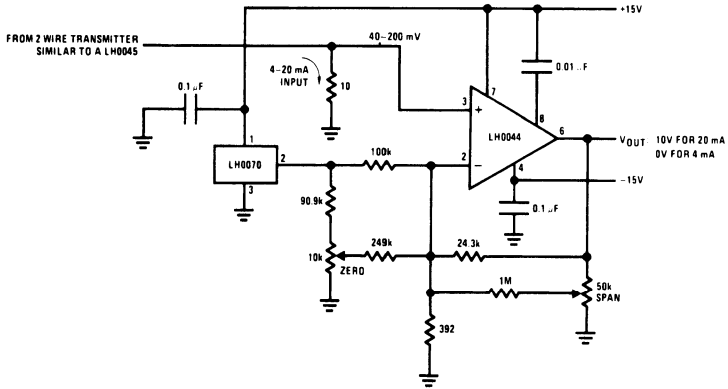 +15V
FROM 2 WIRE TRANSMITTER
SIMILAR TO A LH0045
40-200 mV
4-20 mA
INPUT
10
0.01 µF
0.1 µF
7
8
3
+
LH0044
6
VOUT 10V FOR 20 mA
0V FOR 4 mA
1
LH0070
2
3
100k
2
−
4
−15V
0.1 µF
90.9k
10k
ZERO
249k
24.3k
1M
50k
SPAN
392